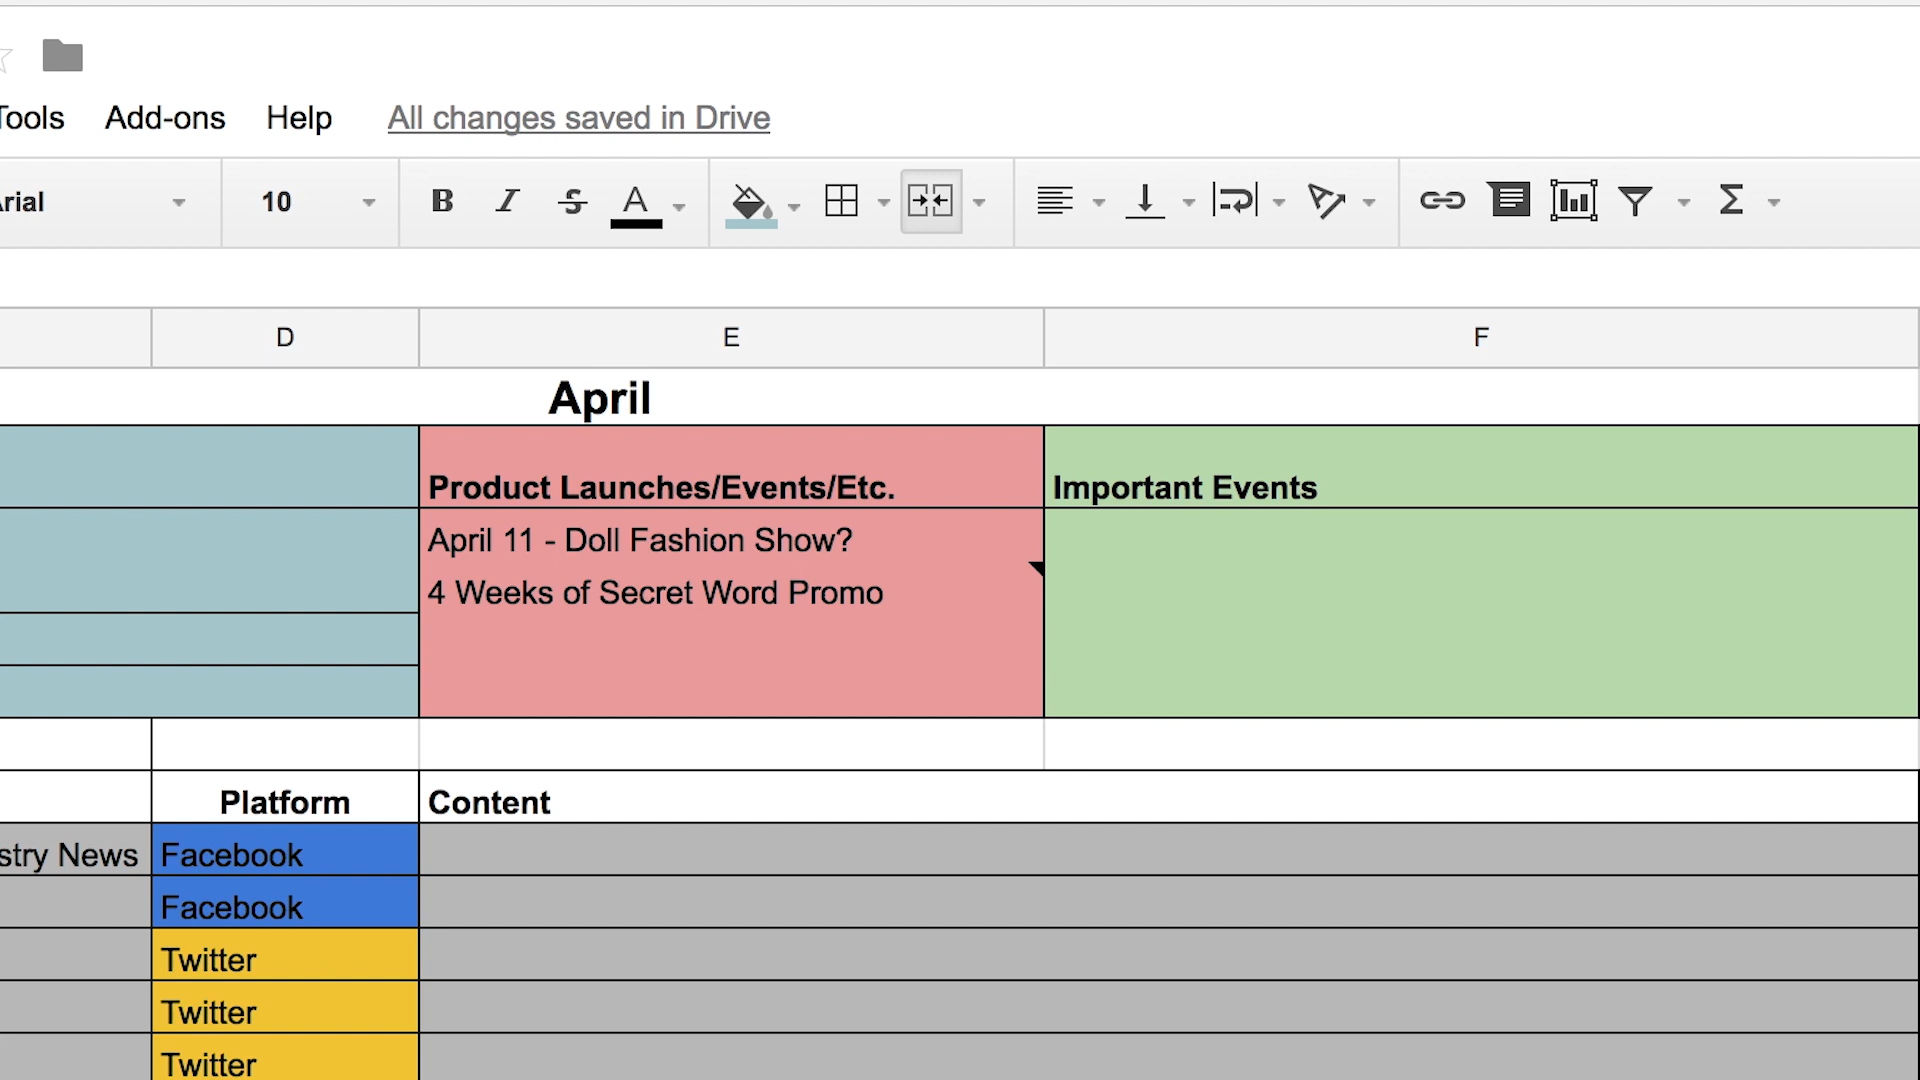 Tools Add-ons Help All changes saved in Drive
Arial 10 B I S A Σ
D E F
April
Product Launches/Events/Etc. Important Events
April 11 - Doll Fashion Show?
4 Weeks of Secret Word Promo
Platform Content
stry News Facebook
Facebook
Twitter
Twitter
Twitter